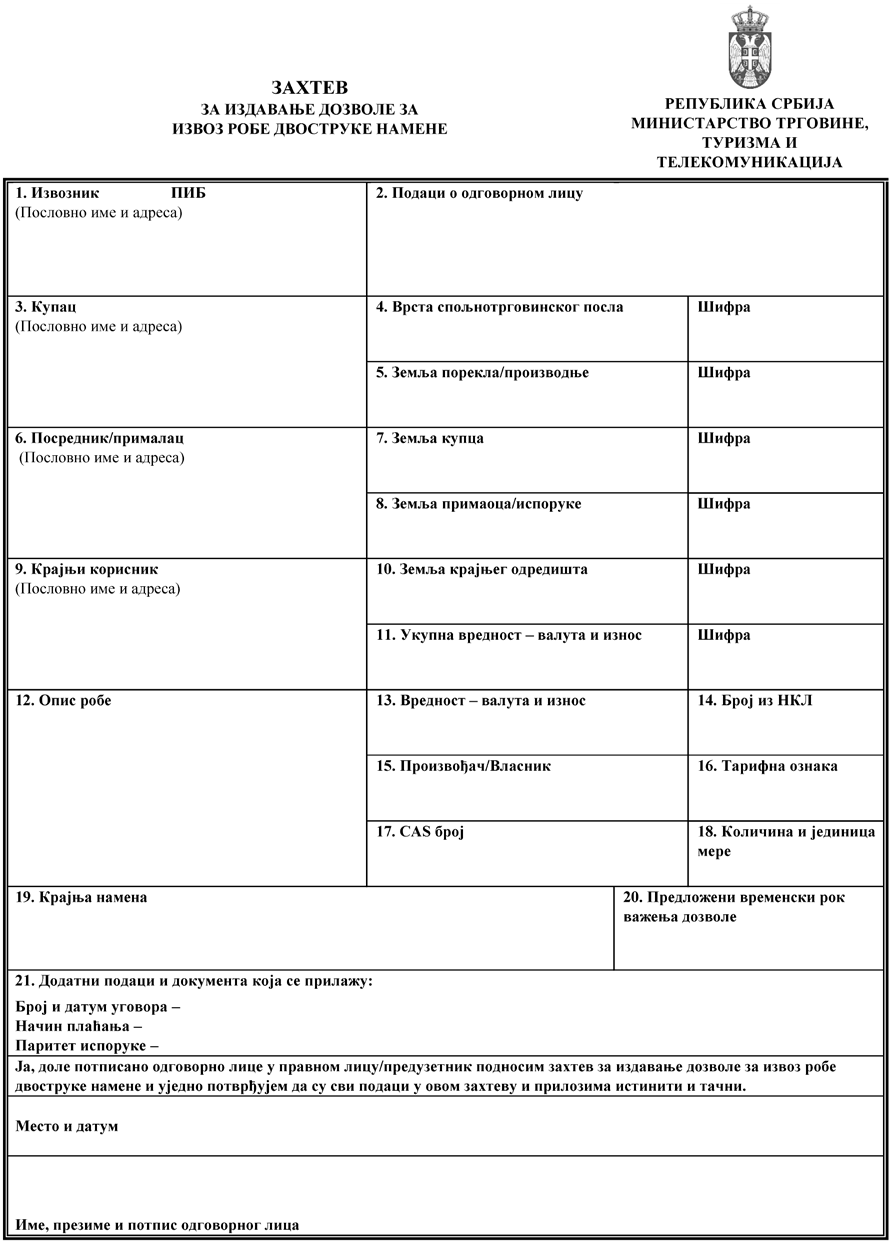 ЗАХТЕВ
ЗА ИЗДАВАЊЕ ДОЗВОЛЕ ЗА
ИЗВОЗ РОБЕ ДВОСТРУКЕ НАМЕНЕ
РЕПУБЛИКА СРБИЈА
МИНИСТАРСТВО ТРГОВИНЕ,
ТУРИЗМА И
ТЕЛЕКОМУНИКАЦИЈА
1. Извозник ПИБ
(Пословно име и адреса)
2. Подаци о одговорном лицу
3. Купац
(Пословно име и адреса)
4. Врста спољнотрговинског посла
Шифра
5. Земља порекла/производње
Шифра
6. Посредник/прималац
(Пословно име и адреса)
7. Земља купца
Шифра
8. Земља примаоца/испоруке
Шифра
9. Крајњи корисник
(Пословно име и адреса)
10. Земља крајњег одредишта
Шифра
11. Укупна вредност – валута и износ
Шифра
12. Опис робе
13. Вредност – валута и износ
14. Број из НКЛ
15. Произвођач/Власник
16. Тарифна ознака
17. CAS број
18. Количина и јединица
мере
19. Крајња намена
20. Предложени временски рок
важења дозволе
21. Додатни подаци и документа која се прилажу:
Број и датум уговора –
Начин плаћања –
Паритет испоруке –
Ја, доле потписано одговорно лице у правном лицу/предузетник подносим захтев за издавање дозволе за извоз робе
двоструке намене и уједно потврђујем да су сви подаци у овом захтеву и прилозима истинити и тачни.
Место и датум
Име, презиме и потпис одговорног лица